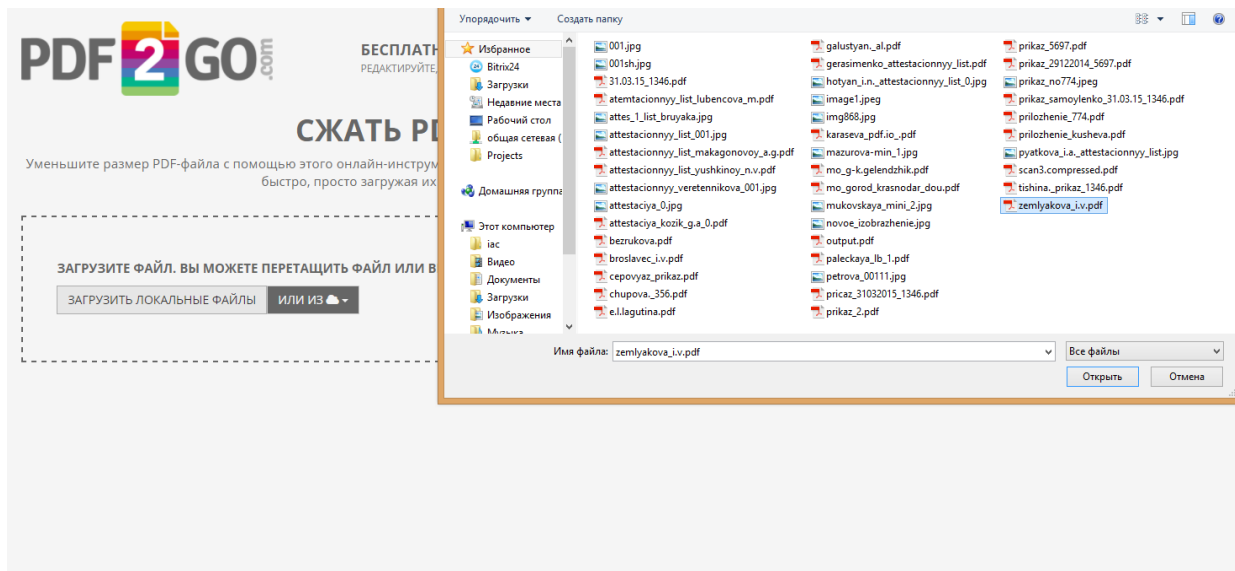 PDF 2 GO .com
БЕСПЛАТН
РЕДАКТИРУЙТЕ,
СЖАТЬ PD
Уменьшите размер PDF-файла с помощью этого онлайн-инструм
быстро, просто загружая их
ЗАГРУЗИТЕ ФАЙЛ. ВЫ МОЖЕТЕ ПЕРЕТАЩИТЬ ФАЙЛ ИЛИ В
ЗАГРУЗИТЬ ЛОКАЛЬНЫЕ ФАЙЛЫ
ИЛИ ИЗ
Упорядочить
Создать папку
Избранное
Bitrix24
Загрузки
Недавние места
Рабочий стол
общая сетевая (
Projects
Домашняя группа
Этот компьютер
iac
Видео
Документы
Загрузки
Изображения
Музыка
001.jpg
001sh.jpg
31.03.15_1346.pdf
atemtacionnyy_list_lubencova_m.pdf
attes_1_list_bruyaka.jpg
attestacionnyy_list_001.jpg
attestacionnyy_list_makagonovoy_a.g.pdf
attestacionnyy_list_yushkinoy_n.v.pdf
attestacionnyy_veretennikova_001.jpg
attestaciya_0.jpg
attestaciya_kozik_g.a_0.pdf
bezrukova.pdf
broslavec_i.v.pdf
cepovyaz_prikaz.pdf
chupova._356.pdf
e.l.lagutina.pdf
galustyan._al.pdf
gerasimenko_attestacionnyy_list.pdf
hotyan_i.n._attestacionnyy_list_0.jpg
image1.jpeg
img868.jpg
karaseva_pdf.io_.pdf
mazurova-min_1.jpg
mo_g-k.gelendzhik.pdf
mo_gorod_krasnodar_dou.pdf
mukovskaya_mini_2.jpg
novoe_izobrazhenie.jpg
output.pdf
paleckaya_lb_1.pdf
petrova_00111.jpg
pricaz_31032015_1346.pdf
prikaz_2.pdf
prikaz_5697.pdf
prikaz_29122014_5697.pdf
prikaz_no774.jpeg
prikaz_samoylenko_31.03.15_1346.pdf
prilozhenie_774.pdf
prilozhenie_kusheva.pdf
pyatkova_i.a._attestacionnyy_list.jpg
scan3.compressed.pdf
tishina._prikaz_1346.pdf
zemlyakova_i.v.pdf
Имя файла: zemlyakova_i.v.pdf
Все файлы
Открыть
Отмена